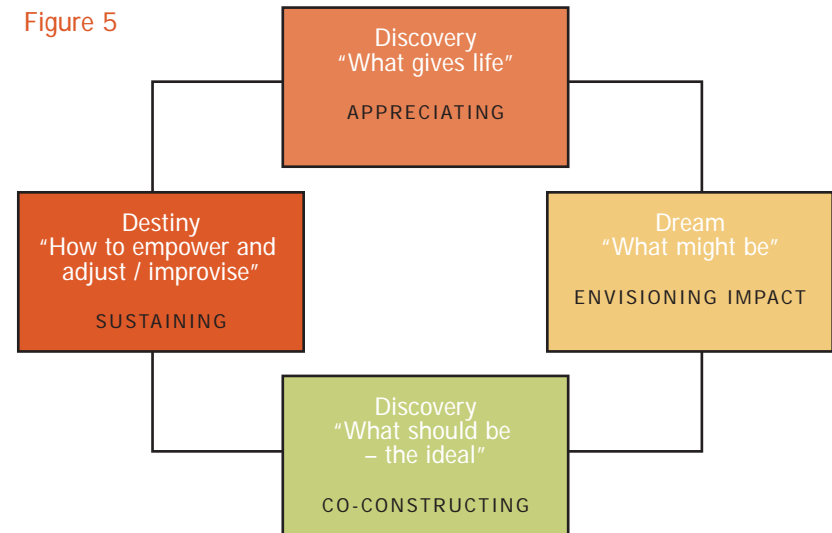 Figure 5
Discovery
“What gives life”
APPRECIATING
Destiny
“How to empower and
adjust / improvise”
SUSTAINING
Dream
“What might be”
ENVISIONING IMPACT
Discovery
“What should be
– the ideal”
CO-CONSTRUCTING